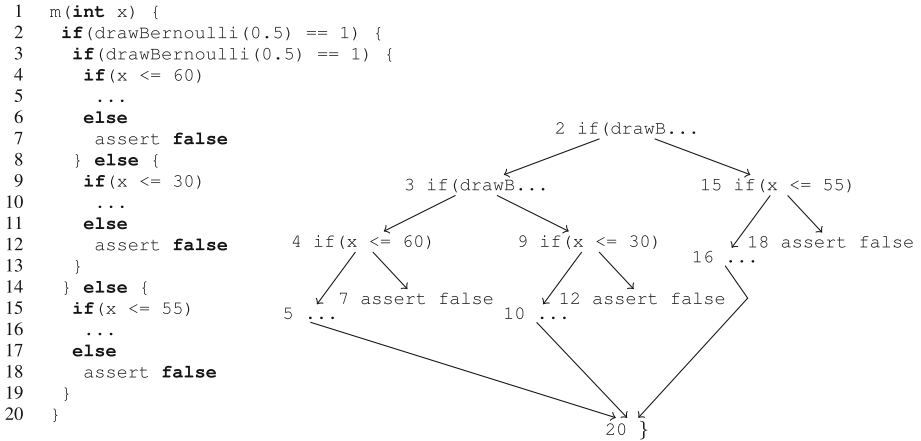 1 m(int x) {
2 if(drawBernoulli(0.5) == 1) {
3 if(drawBernoulli(0.5) == 1) {
4 if(x <= 60)
5 ...
6 else
7 assert false
8 } else {
9 if(x <= 30)
10 ...
11 else
12 assert false
13 }
14 } else {
15 if(x <= 55)
16 ...
17 else
18 assert false
19 }
20 }
2 if(drawB...
3 if(drawB...
15 if(x <= 55)
4 if(x <= 60)
9 if(x <= 30)
18 assert false
16 ...
7 assert false
12 assert false
5 ...
10 ...
20 }